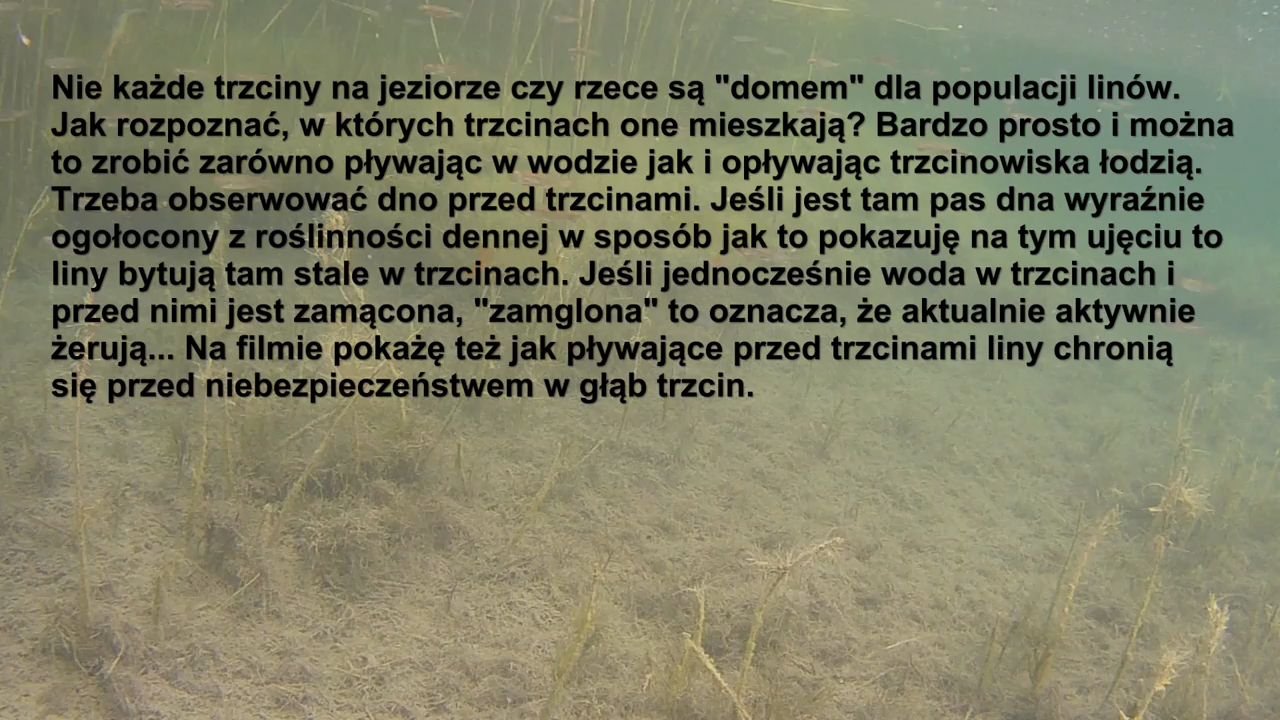 Nie każde trzciny na jeziorze czy rzece są "domem" dla populacji linów.
Jak rozpoznać, w których trzcinach one mieszkają? Bardzo prosto i można
to zrobić zarówno pływając w wodzie jak i opływając trzcinowiska łodzią.
Trzeba obserwować dno przed trzcinami. Jeśli jest tam pas dna wyraźnie
ogołocony z roślinności dennej w sposób jak to pokazuję na tym ujęciu to
liny bytują tam stale w trzcinach. Jeśli jednocześnie woda w trzcinach i
przed nimi jest zamącona, "zamglona" to oznacza, że aktualnie aktywnie
żerują... Na filmie pokażę też jak pływające przed trzcinami liny chronią
się przed niebezpieczeństwem w głąb trzcin.